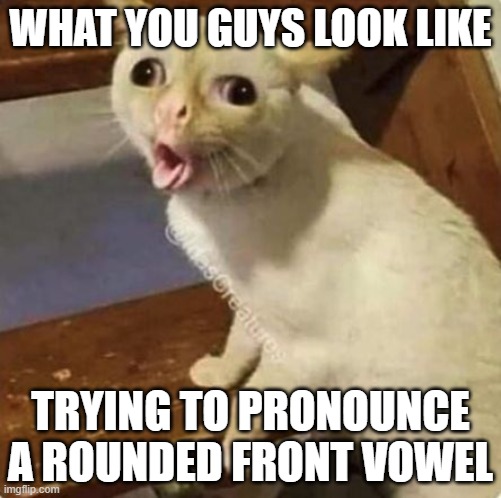 WHAT YOU GUYS LOOK LIKE
TRYING TO PRONOUNCE
A ROUNDED FRONT VOWEL
imgflip.com